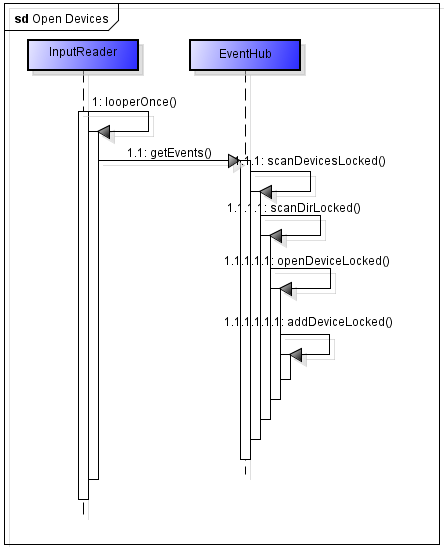 sd Open Devices
InputReader
EventHub
1: looperOnce()
1.1: getEvents()
1.1.1: scanDevicesLocked()
1.1.1.1: scanDirLocked()
1.1.1.1.1: openDeviceLocked()
1.1.1.1.1.1: addDeviceLocked()